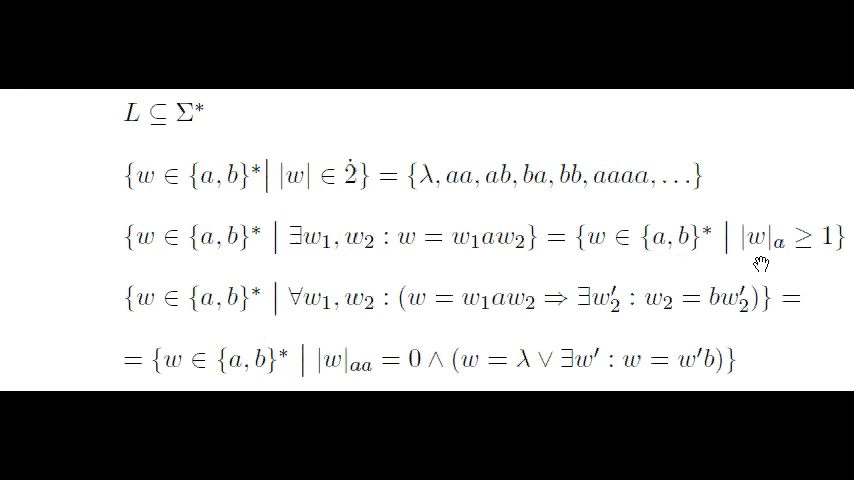 L ⊆ Σ*
{w ∈ {a, b}* | |w| ∈ 2̇} = {λ, aa, ab, ba, bb, aaaa, . . .}
{w ∈ {a, b}* | ∃w₁, w₂ : w = w₁aw₂} = {w ∈ {a, b}* | |w|ₐ ≥ 1}
{w ∈ {a, b}* | ∀w₁, w₂ : (w = w₁aw₂ ⇒ ∃w₂′ : w₂ = bw₂′)} =
= {w ∈ {a, b}* | |w|ₐₐ = 0 ∧ (w = λ ∨ ∃w′ : w = w′b)}